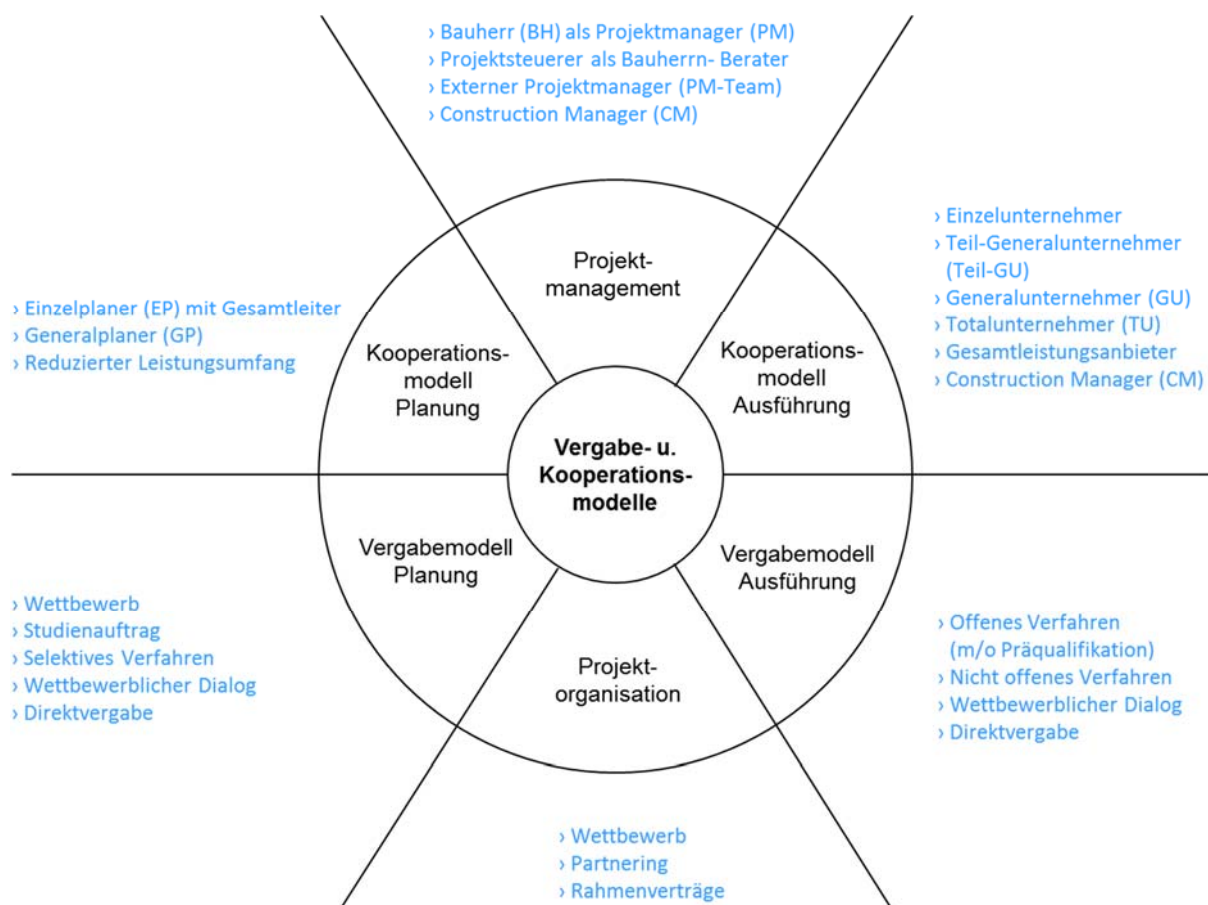 › Bauherr (BH) als Projektmanager (PM)
› Projektsteuerer als Bauherrn- Berater
› Externer Projektmanager (PM-Team)
› Construction Manager (CM)
› Einzelunternehmer
› Teil-Generalunternehmer
(Teil-GU)
› Generalunternehmer (GU)
› Totalunternehmer (TU)
› Gesamtleistungsanbieter
› Construction Manager (CM)
› Einzelplaner (EP) mit Gesamtleiter
› Generalplaner (GP)
› Reduzierter Leistungsumfang
Projekt-
management
Kooperations-
modell
Planung
Kooperations-
modell
Ausführung
Vergabe- u.
Kooperations-
modelle
Vergabemodell
Planung
Vergabemodell
Ausführung
Projekt-
organisation
› Wettbewerb
› Studienauftrag
› Selektives Verfahren
› Wettbewerblicher Dialog
› Direktvergabe
› Offenes Verfahren
(m/o Präqualifikation)
› Nicht offenes Verfahren
› Wettbewerblicher Dialog
› Direktvergabe
› Wettbewerb
› Partnering
› Rahmenverträge